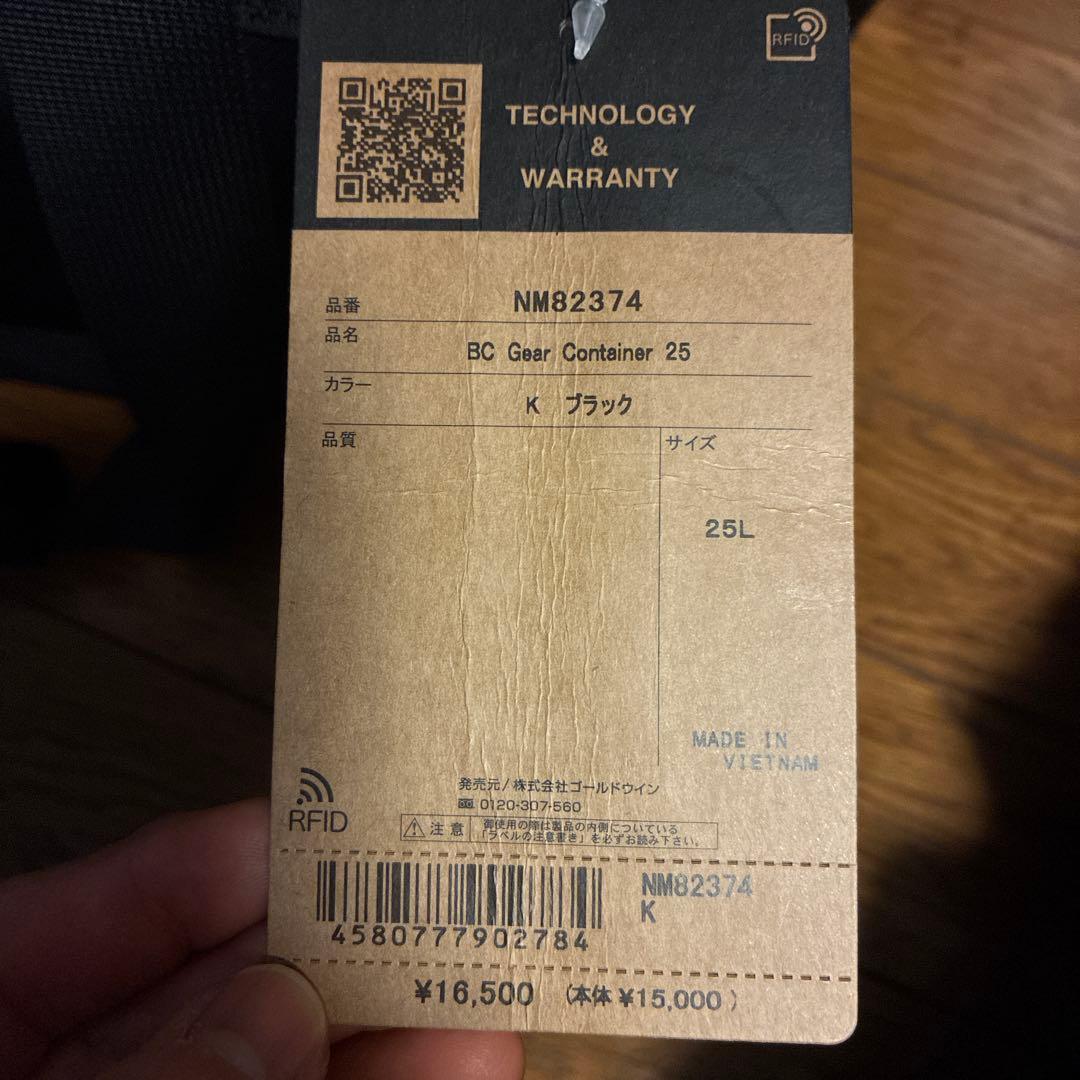 RFID
TECHNOLOGY
&
WARRANTY
品番 NM82374
品名 BC Gear Container 25
カラー K ブラック
品質
サイズ
25L
MADE IN
VIETNAM
発売元/株式会社ゴールドウイン
0120-307-560
RFID
注意 御使用の際は製品の内側についている
「ラベルの注意書き」を必ずお読み下さい。
NM82374
K
4580777902784
¥16,500 (本体 ¥15,000)